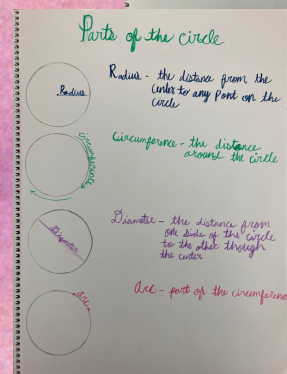 Parts of the circle
Radius
Radius - the distance from the
center to any Point on the
circle
circumference
Circumference - the distance
around the circle
Diameter
Diameter - the distance from
one side of the circle
to the other though
the center
arc
Arc - part of the circumference